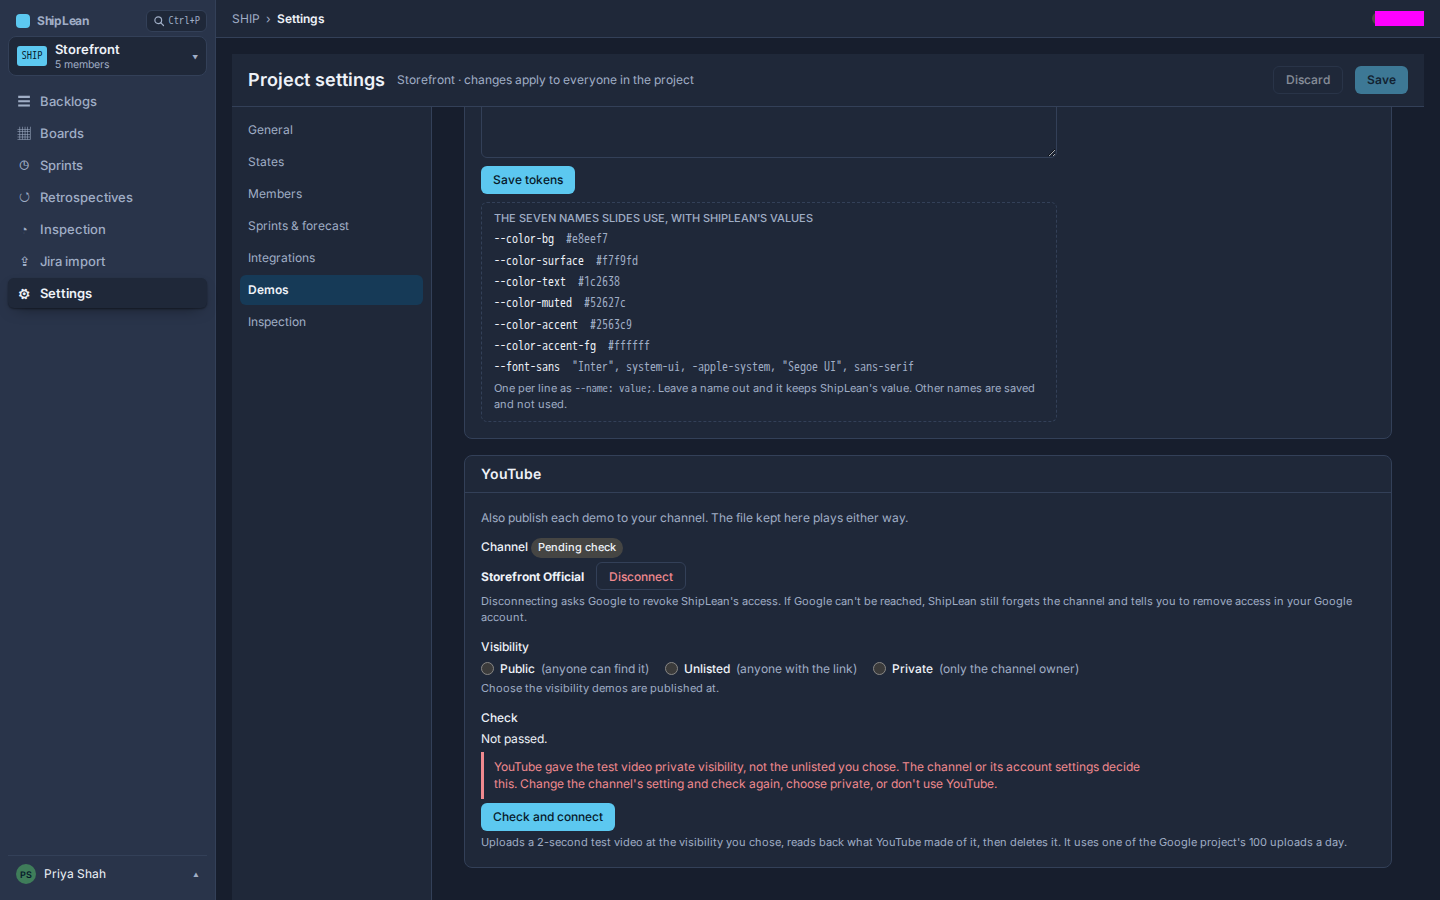 ShipLean
Ctrl+P
SHIP
Storefront
5 members
Backlogs
Boards
Sprints
Retrospectives
Inspection
Jira import
Settings
Priya Shah
PS
SHIP › Settings
Project settings
Storefront · changes apply to everyone in the project
Discard
Save
General
States
Members
Sprints & forecast
Integrations
Demos
Inspection
Save tokens
THE SEVEN NAMES SLIDES USE, WITH SHIPLEAN'S VALUES
--color-bg #e8eef7
--color-surface #f7f9fd
--color-text #1c2638
--color-muted #52627c
--color-accent #2563c9
--color-accent-fg #ffffff
--font-sans "Inter", system-ui, -apple-system, "Segoe UI", sans-serif
One per line as --name: value;. Leave a name out and it keeps ShipLean's value. Other names are saved
and not used.
YouTube
Also publish each demo to your channel. The file kept here plays either way.
Channel Pending check
Storefront Official Disconnect
Disconnecting asks Google to revoke ShipLean's access. If Google can't be reached, ShipLean still forgets the channel and tells you to remove access in your Google
account.
Visibility
Public (anyone can find it) Unlisted (anyone with the link) Private (only the channel owner)
Choose the visibility demos are published at.
Check
Not passed.
YouTube gave the test video private visibility, not the unlisted you chose. The channel or its account settings decide
this. Change the channel's setting and check again, choose private, or don't use YouTube.
Check and connect
Uploads a 2-second test video at the visibility you chose, reads back what YouTube made of it, then deletes it. It uses one of the Google project's 100 uploads a day.